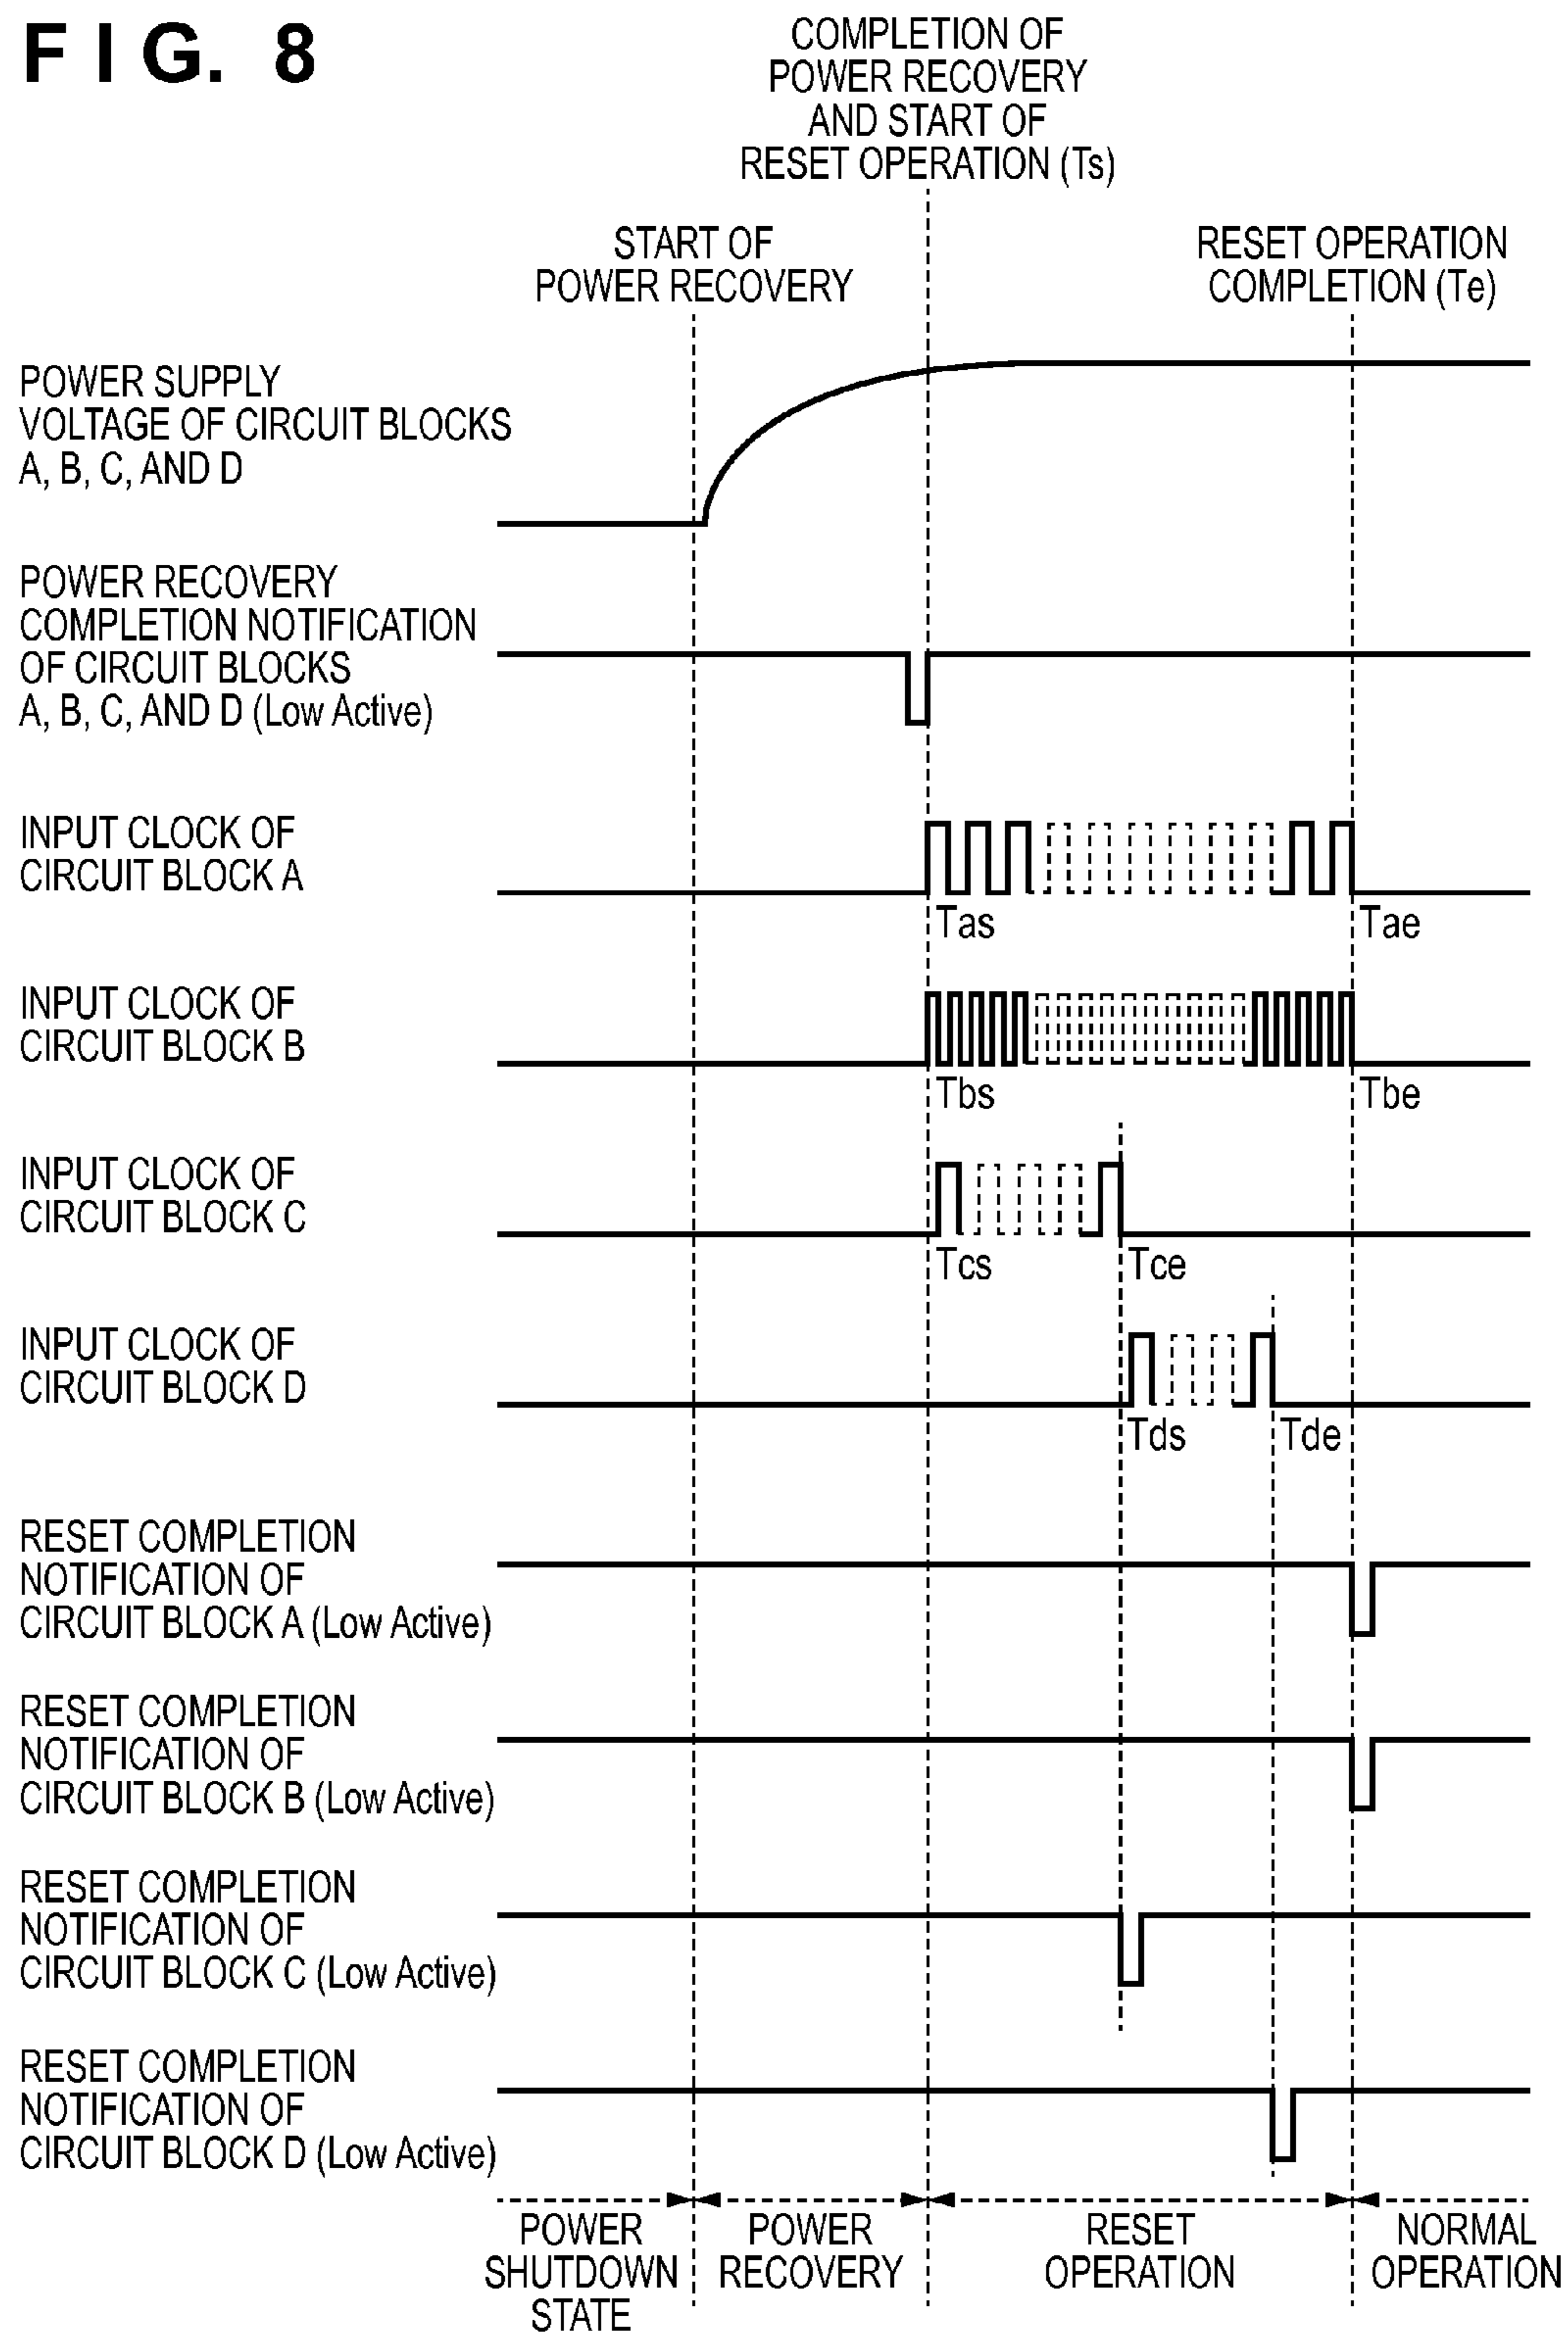 FIG. 8
COMPLETION OF
POWER RECOVERY
AND START OF
RESET OPERATION (Ts)
START OF
POWER RECOVERY
RESET OPERATION
COMPLETION (Te)
POWER SUPPLY
VOLTAGE OF CIRCUIT BLOCKS
A, B, C, AND D
POWER RECOVERY
COMPLETION NOTIFICATION
OF CIRCUIT BLOCKS
A, B, C, AND D (Low Active)
INPUT CLOCK OF
CIRCUIT BLOCK A
Tas
Tae
INPUT CLOCK OF
CIRCUIT BLOCK B
Tbs
Tbe
INPUT CLOCK OF
CIRCUIT BLOCK C
Tcs
Tce
INPUT CLOCK OF
CIRCUIT BLOCK D
Tds
Tde
RESET COMPLETION
NOTIFICATION OF
CIRCUIT BLOCK A (Low Active)
RESET COMPLETION
NOTIFICATION OF
CIRCUIT BLOCK B (Low Active)
RESET COMPLETION
NOTIFICATION OF
CIRCUIT BLOCK C (Low Active)
RESET COMPLETION
NOTIFICATION OF
CIRCUIT BLOCK D (Low Active)
POWER
SHUTDOWN
STATE
POWER
RECOVERY
RESET
OPERATION
NORMAL
OPERATION